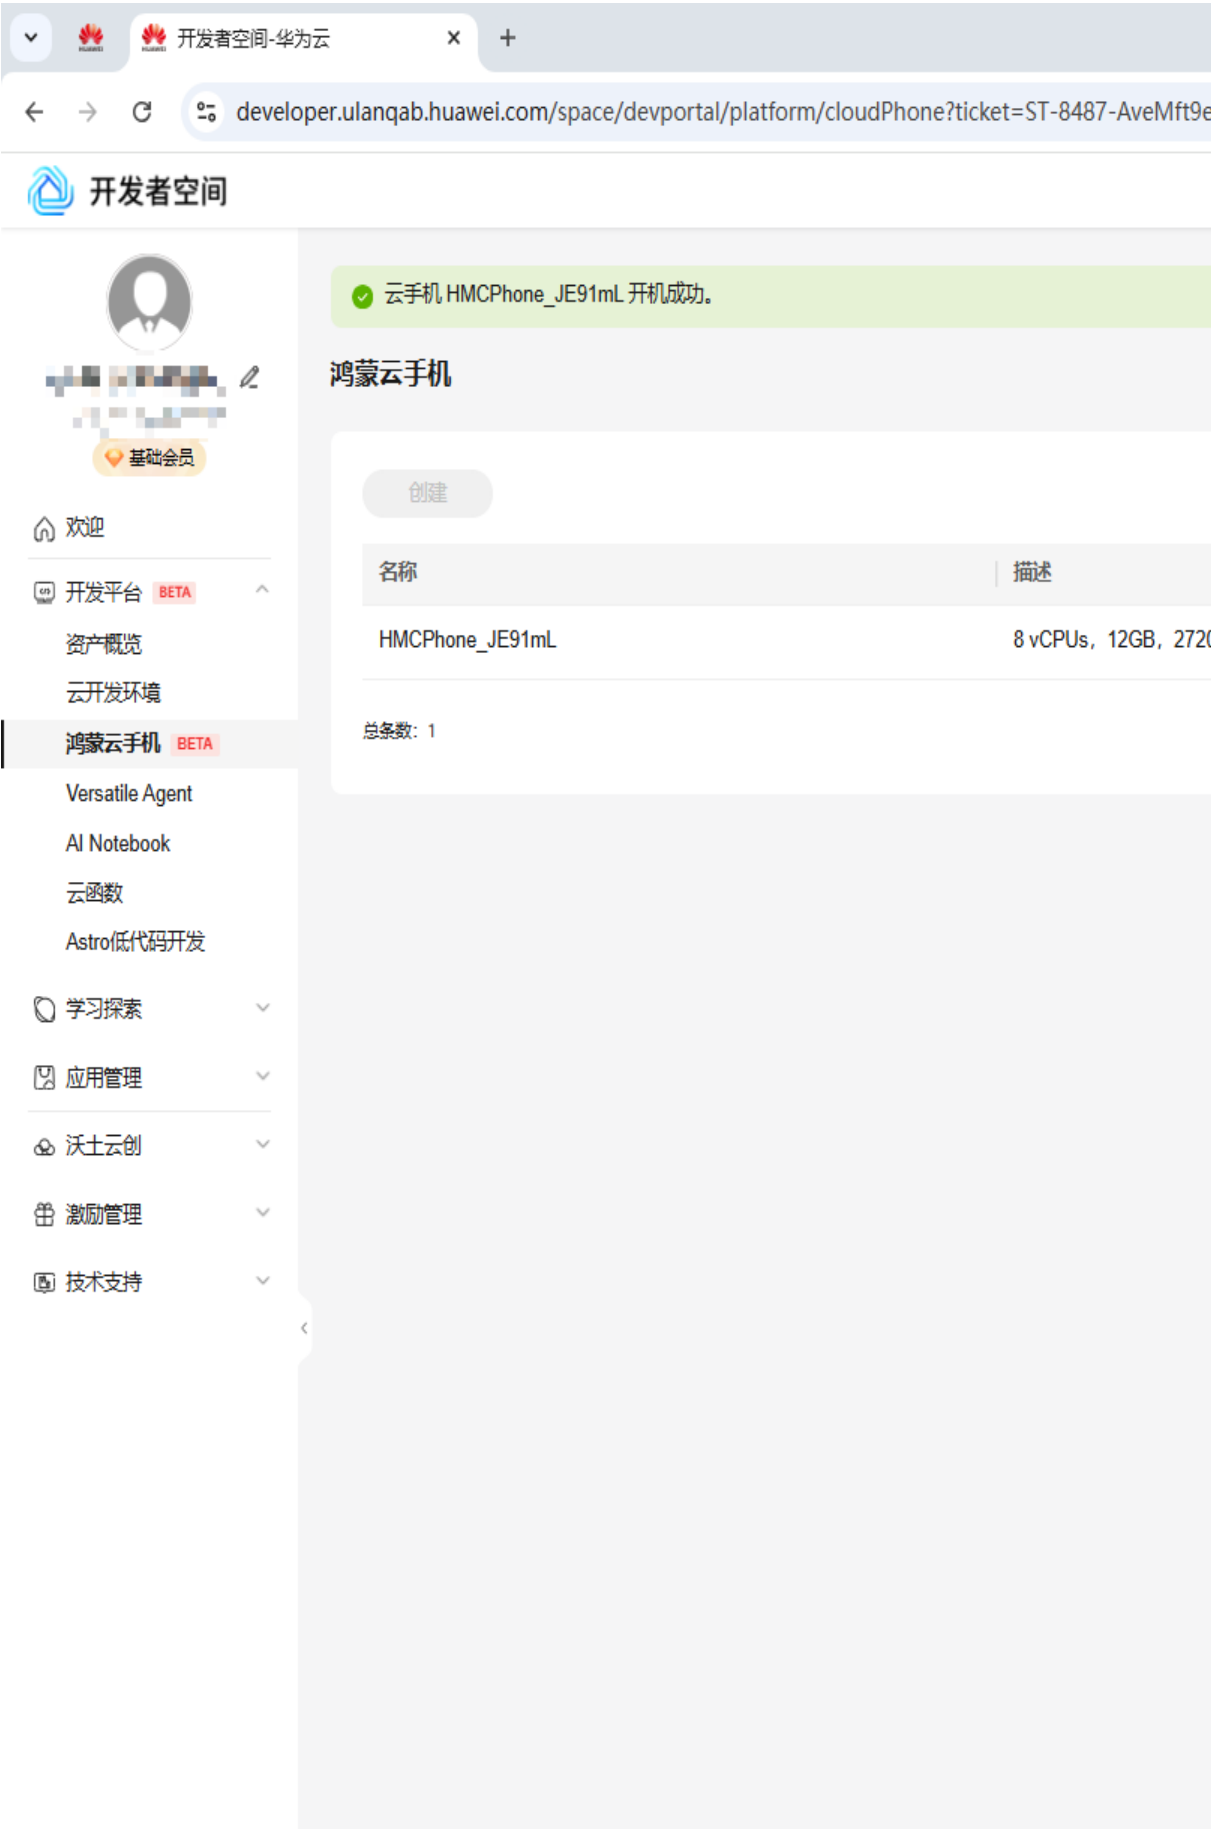 开发者空间-华为云
developer.ulanqab.huawei.com/space/devportal/platform/cloudPhone?ticket=ST-8487-AveMft9e
开发者空间
云手机 HMCPhone_JE91mL 开机成功。
鸿蒙云手机
基础会员
创建
欢迎
名称 描述
开发平台 BETA
HMCPhone_JE91mL 8 vCPUs, 12GB, 2720
资产概览
云开发环境
总条数: 1
鸿蒙云手机 BETA
Versatile Agent
AI Notebook
云函数
Astro低代码开发
学习探索
应用管理
沃土云创
激励管理
技术支持